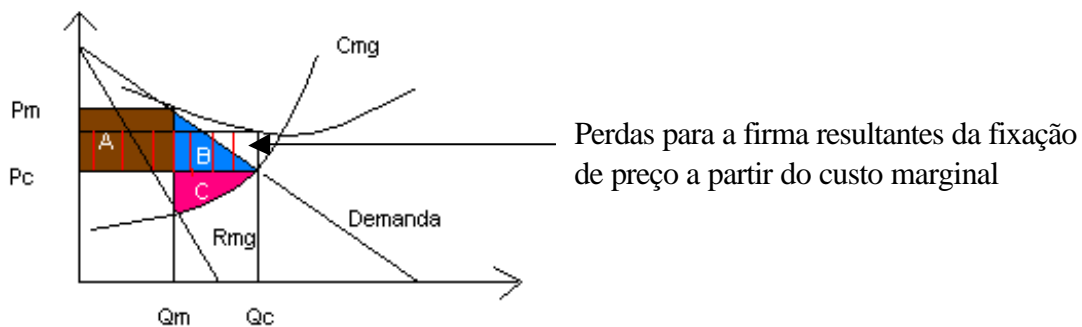 Cmg
Pm
A
Perdas para a firma resultantes da fixação
B
de preço a partir do custo marginal
Pc
C
Demanda
Rmg
Qm Qc